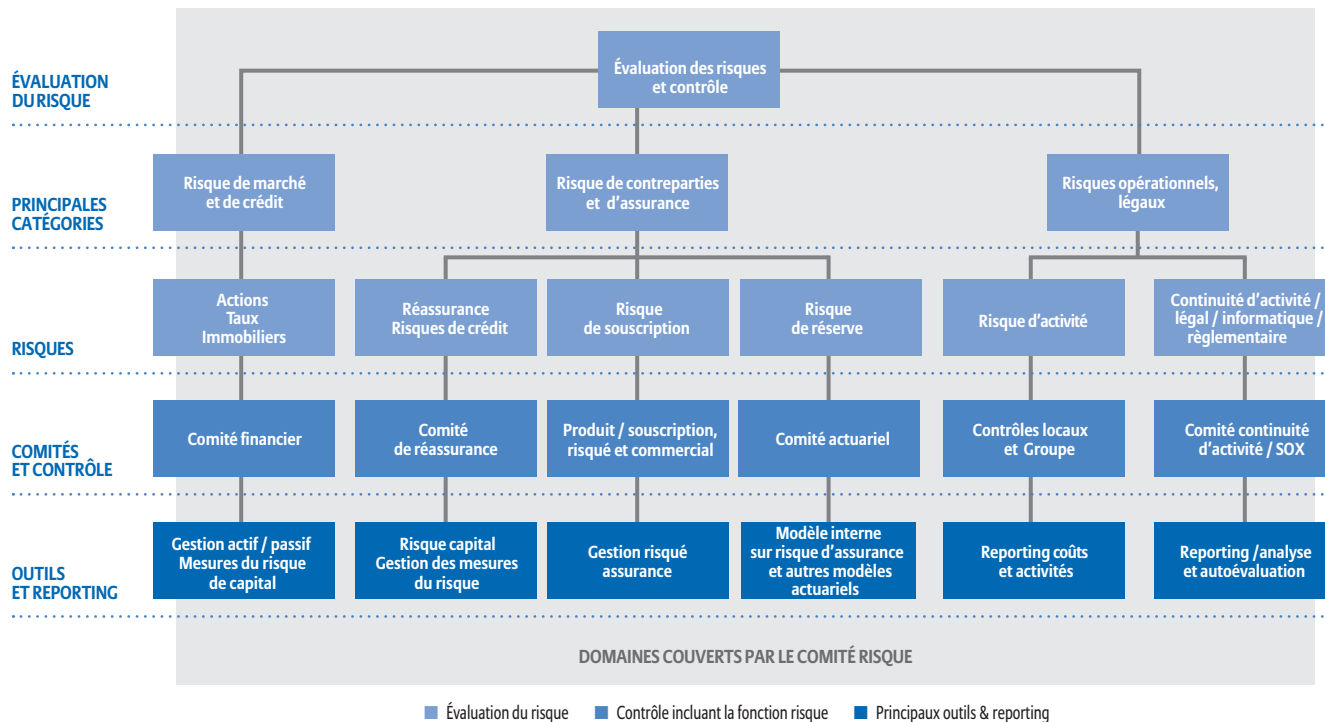 Évaluation des risques
et contrôle
ÉVALUATION
DU RISQUE
Risque de marché
et de crédit
Risque de contreparties
et d'assurance
Risques opérationnels,
légaux
PRINCIPALES
CATÉGORIES
Actions
Taux
Immobiliers
Réassurance
Risques de crédit
Risque
de souscription
Risque
de réserve
Risque d'activité
Continuité d'activité /
légal / informatique /
règlementaire
RISQUES
Comité financier
Comité
de réassurance
Produit / souscription,
risqué et commercial
Comité actuariel
Contrôles locaux
et Groupe
Comité continuité
d'activité / SOX
COMITÉS
ET CONTRÔLE
Gestion actif / passif
Mesures du risque
de capital
Risque capital
Gestion des mesures
du risque
Gestion risqué
assurance
Modèle interne
sur risque d'assurance
et autres modèles
actuariels
Reporting coûts
et activités
Reporting /analyse
et autoévaluation
OUTILS
ET REPORTING
DOMAINES COUVERTS PAR LE COMITÉ RISQUE
Évaluation du risque
Contrôle incluant la fonction risque
Principaux outils & reporting